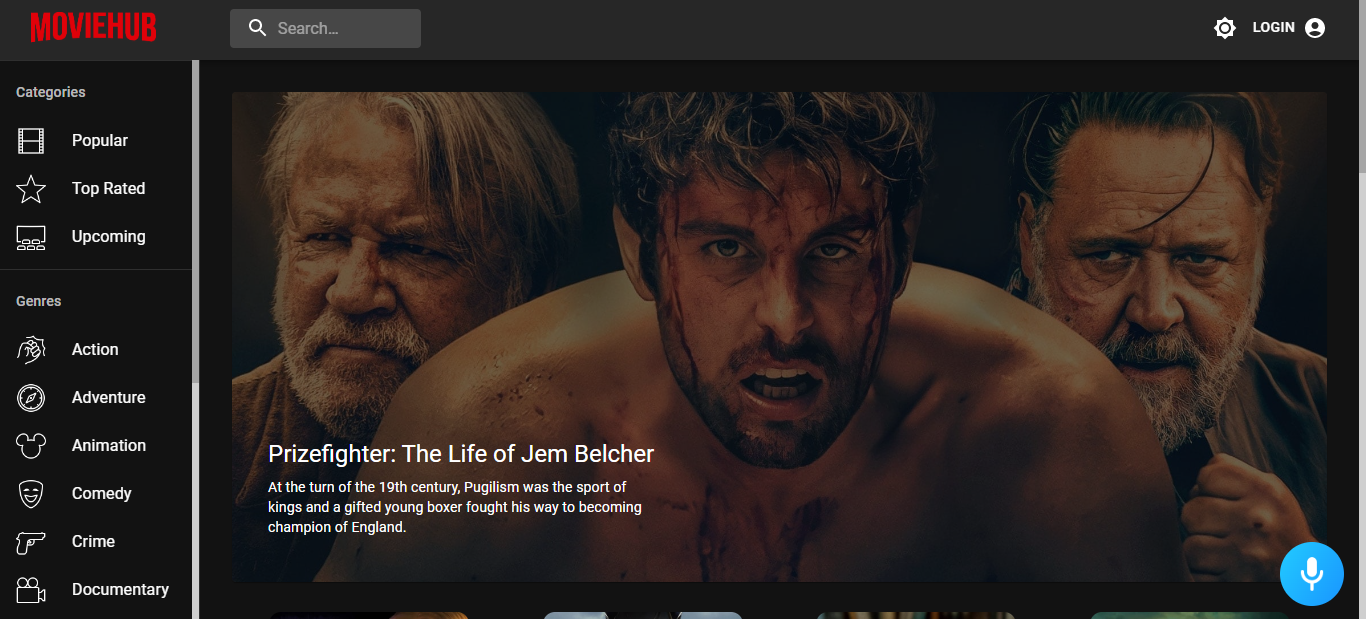 MOVIEHUB
Search...
LOGIN
Categories
Popular
Top Rated
Upcoming
Genres
Action
Adventure
Animation
Comedy
Crime
Documentary
Prizefighter: The Life of Jem Belcher
At the turn of the 19th century, Pugilism was the sport of
kings and a gifted young boxer fought his way to becoming
champion of England.